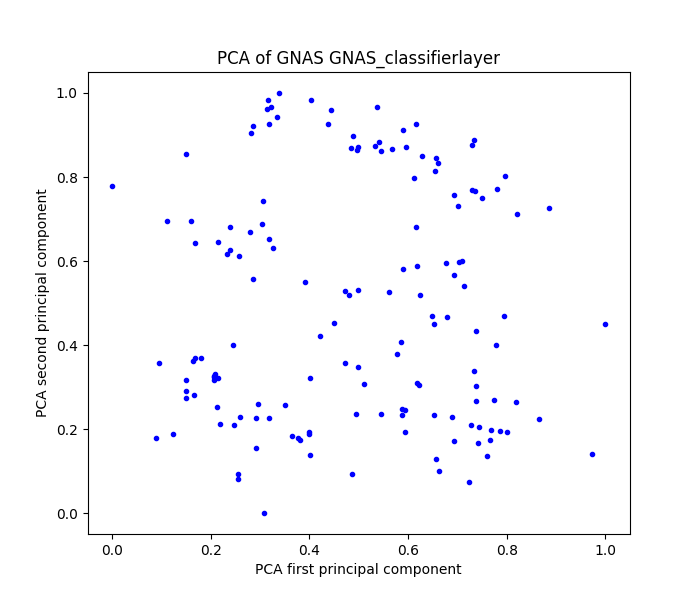 PCA of GNAS GNAS_classifierlayer
PCA second principal component
1.0
0.8
0.6
0.4
0.2
0.0
0.0 0.2 0.4 0.6 0.8 1.0
PCA first principal component